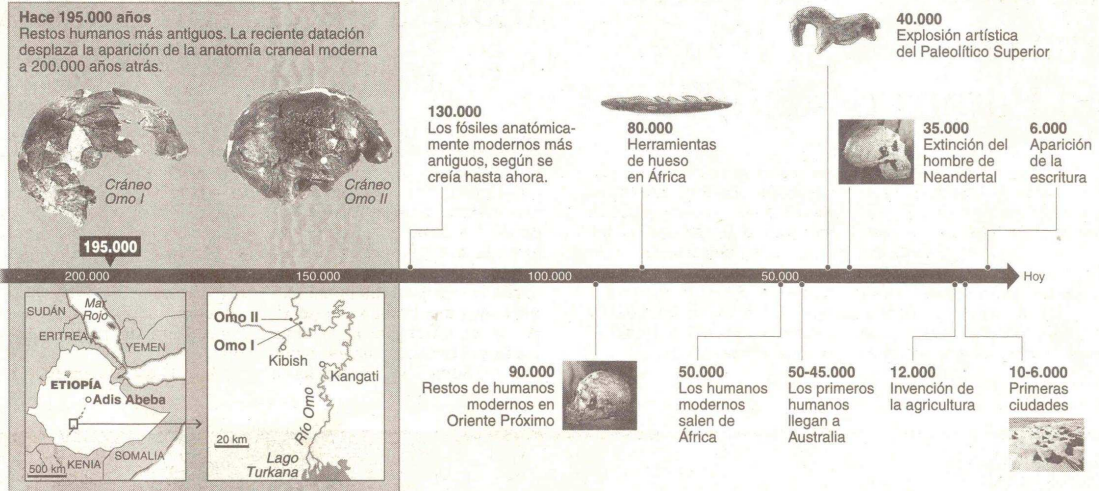 Hace 195.000 años
Restos humanos más antiguos. La reciente datación
desplaza la aparición de la anatomía craneal moderna
a 200.000 años atrás.
Cráneo
Omo I
Cráneo
Omo II
130.000
Los fósiles anatómica-
mente modernos más
antiguos, según se
creía hasta ahora.
80.000
Herramientas
de hueso
en África
40.000
Explosión artística
del Paleolítico Superior
35.000
Extinción del
hombre de
Neandertal
6.000
Aparición
de la
escritura
195.000
200.000
150.000
100.000
50.000
Hoy
SUDÁN
Mar
Rojo
ERITREA
YEMEN
ETIOPÍA
Adis Abeba
SOMALIA
KENIA
500 km
Omo II
Omo I
Kibish
Kangati
Río Omo
20 km
Lago
Turkana
90.000
Restos de humanos
modernos en
Oriente Próximo
50.000
Los humanos
modernos
salen de
África
50-45.000
Los primeros
humanos
llegan a
Australia
12.000
Invención de
la agricultura
10-6.000
Primeras
ciudades